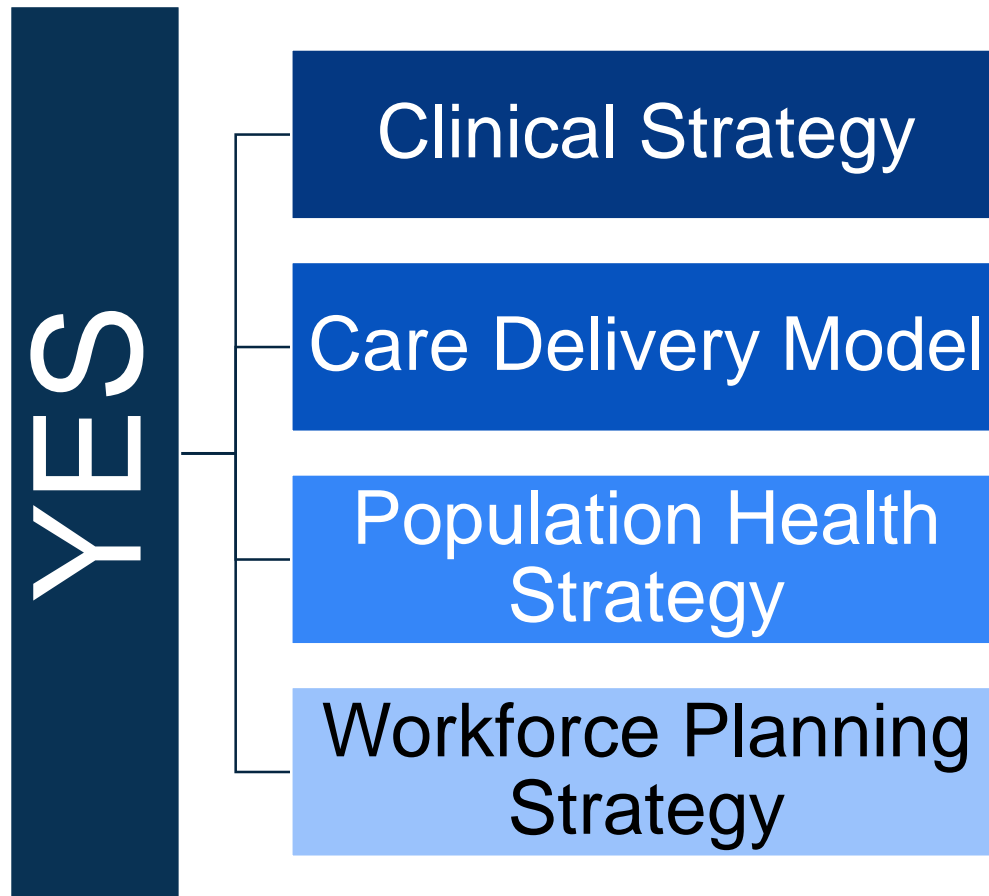 YES
Clinical Strategy
Care Delivery Model
Population Health
Strategy
Workforce Planning
Strategy